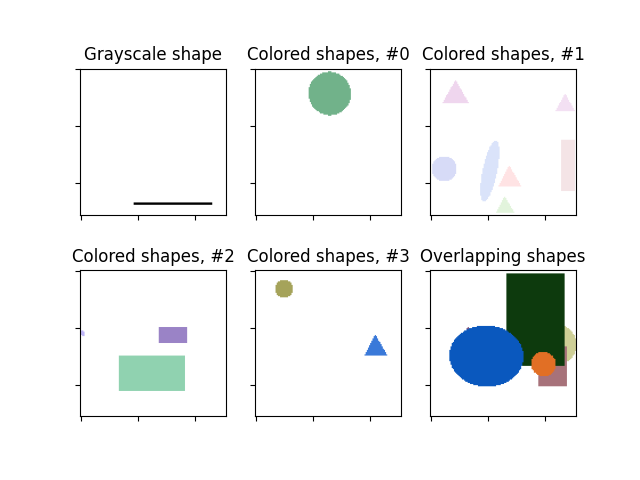 Grayscale shape
Colored shapes, #0
Colored shapes, #1
Colored shapes, #2
Colored shapes, #3
Overlapping shapes